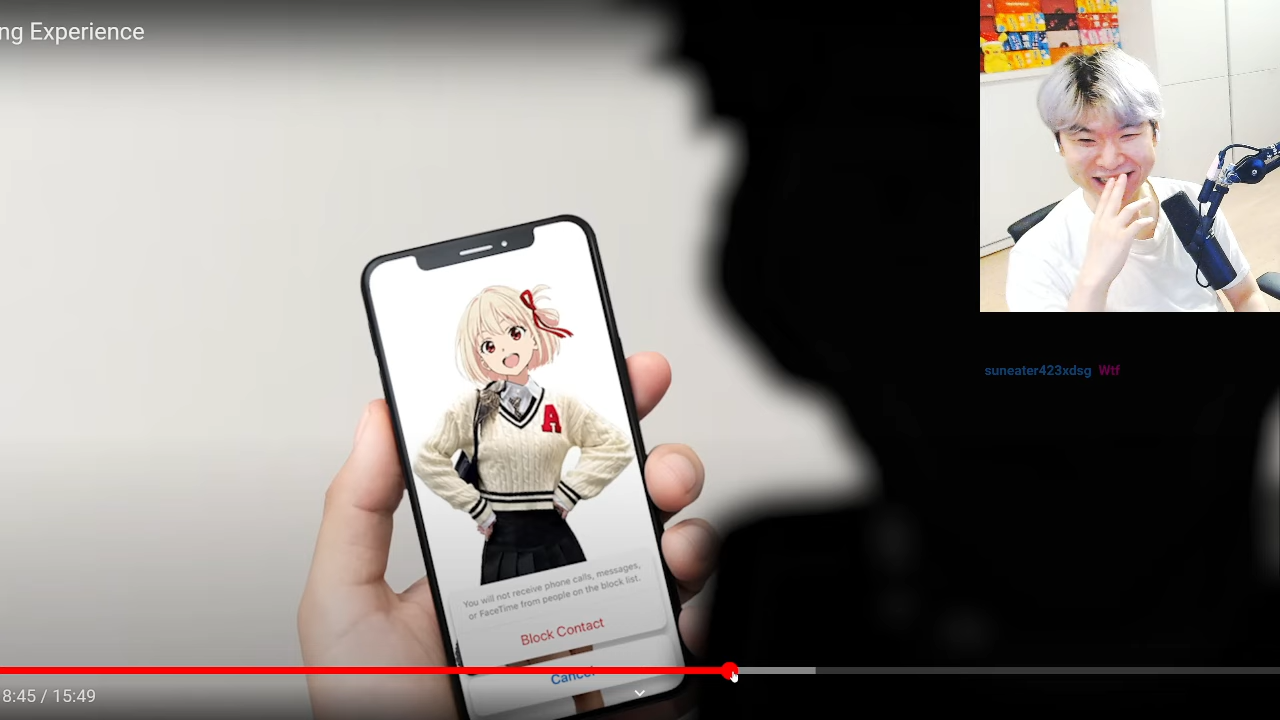 ng Experience
suneater423xdsg Wtf
A
You will not receive phone calls, messages,
or FaceTime from people on the block list.
Block Contact
Cancel
8:45 / 15:49